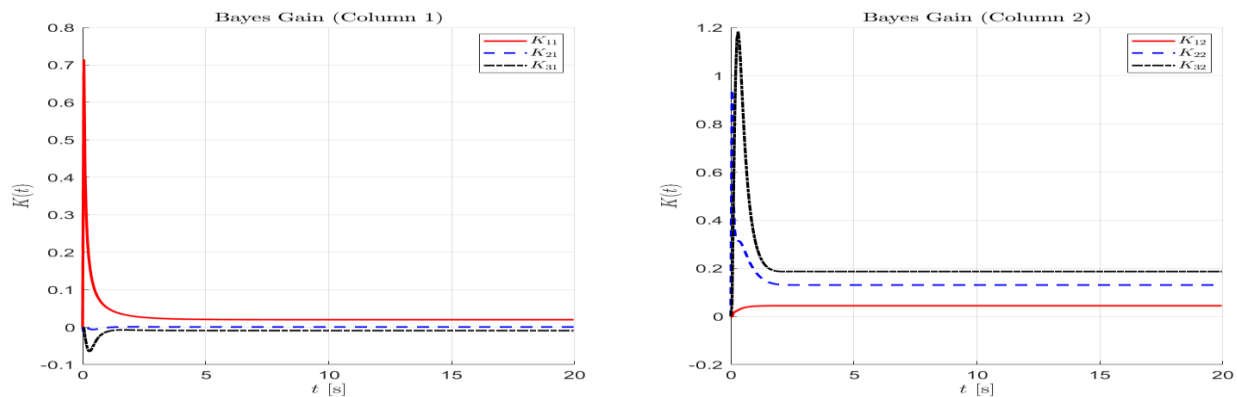 Bayes Gain (Column 1)
0.8
0.7
0.6
0.5
0.4
0.3
0.2
0.1
0
-0.1
K(t)
K₁₁
K₂₁
K₃₁
0 5 10 15 20
t [s]
Bayes Gain (Column 2)
1.2
1
0.8
0.6
0.4
0.2
0
-0.2
K(t)
K₁₂
K₂₂
K₃₂
0 5 10 15 20
t [s]